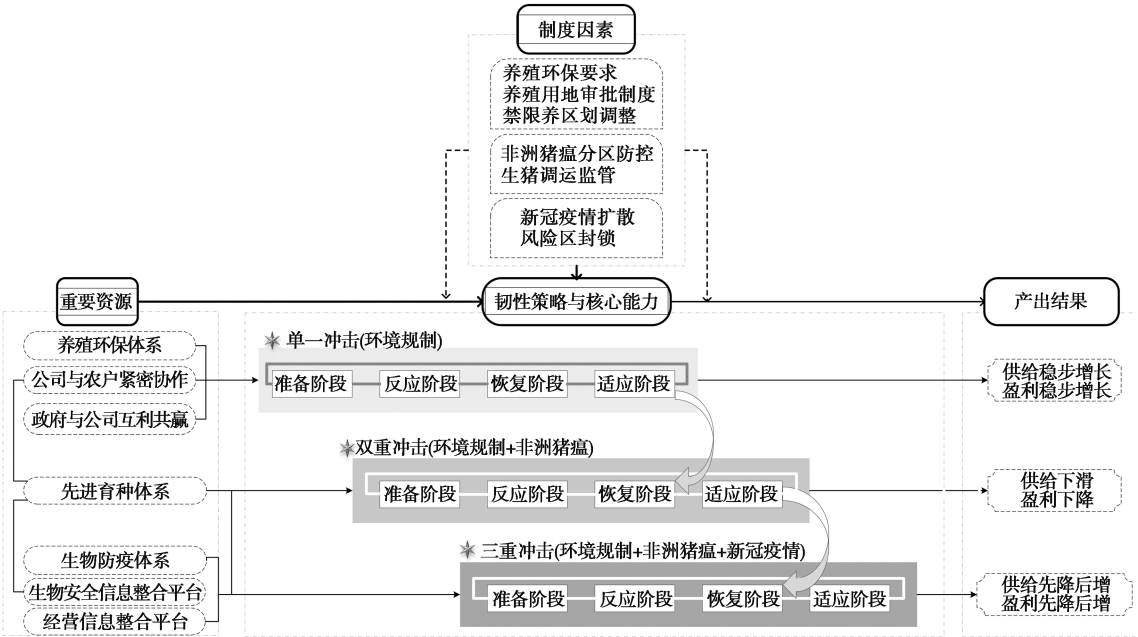 制度因素
养殖环保要求
养殖用地审批制度
禁限养区划调整
非洲猪瘟分区防控
生猪调运监管
新冠疫情扩散
风险区封锁
重要资源
韧性策略与核心能力
产出结果
养殖环保体系
公司与农户紧密协作
政府与公司互利共赢
先进育种体系
生物防疫体系
生物安全信息整合平台
经营信息整合平台
单一冲击(环境规制)
准备阶段
反应阶段
恢复阶段
适应阶段
双重冲击(环境规制+非洲猪瘟)
准备阶段
反应阶段
恢复阶段
适应阶段
三重冲击(环境规制+非洲猪瘟+新冠疫情)
准备阶段
反应阶段
恢复阶段
适应阶段
供给稳步增长
盈利稳步增长
供给下滑
盈利下降
供给先降后增
盈利先降后增